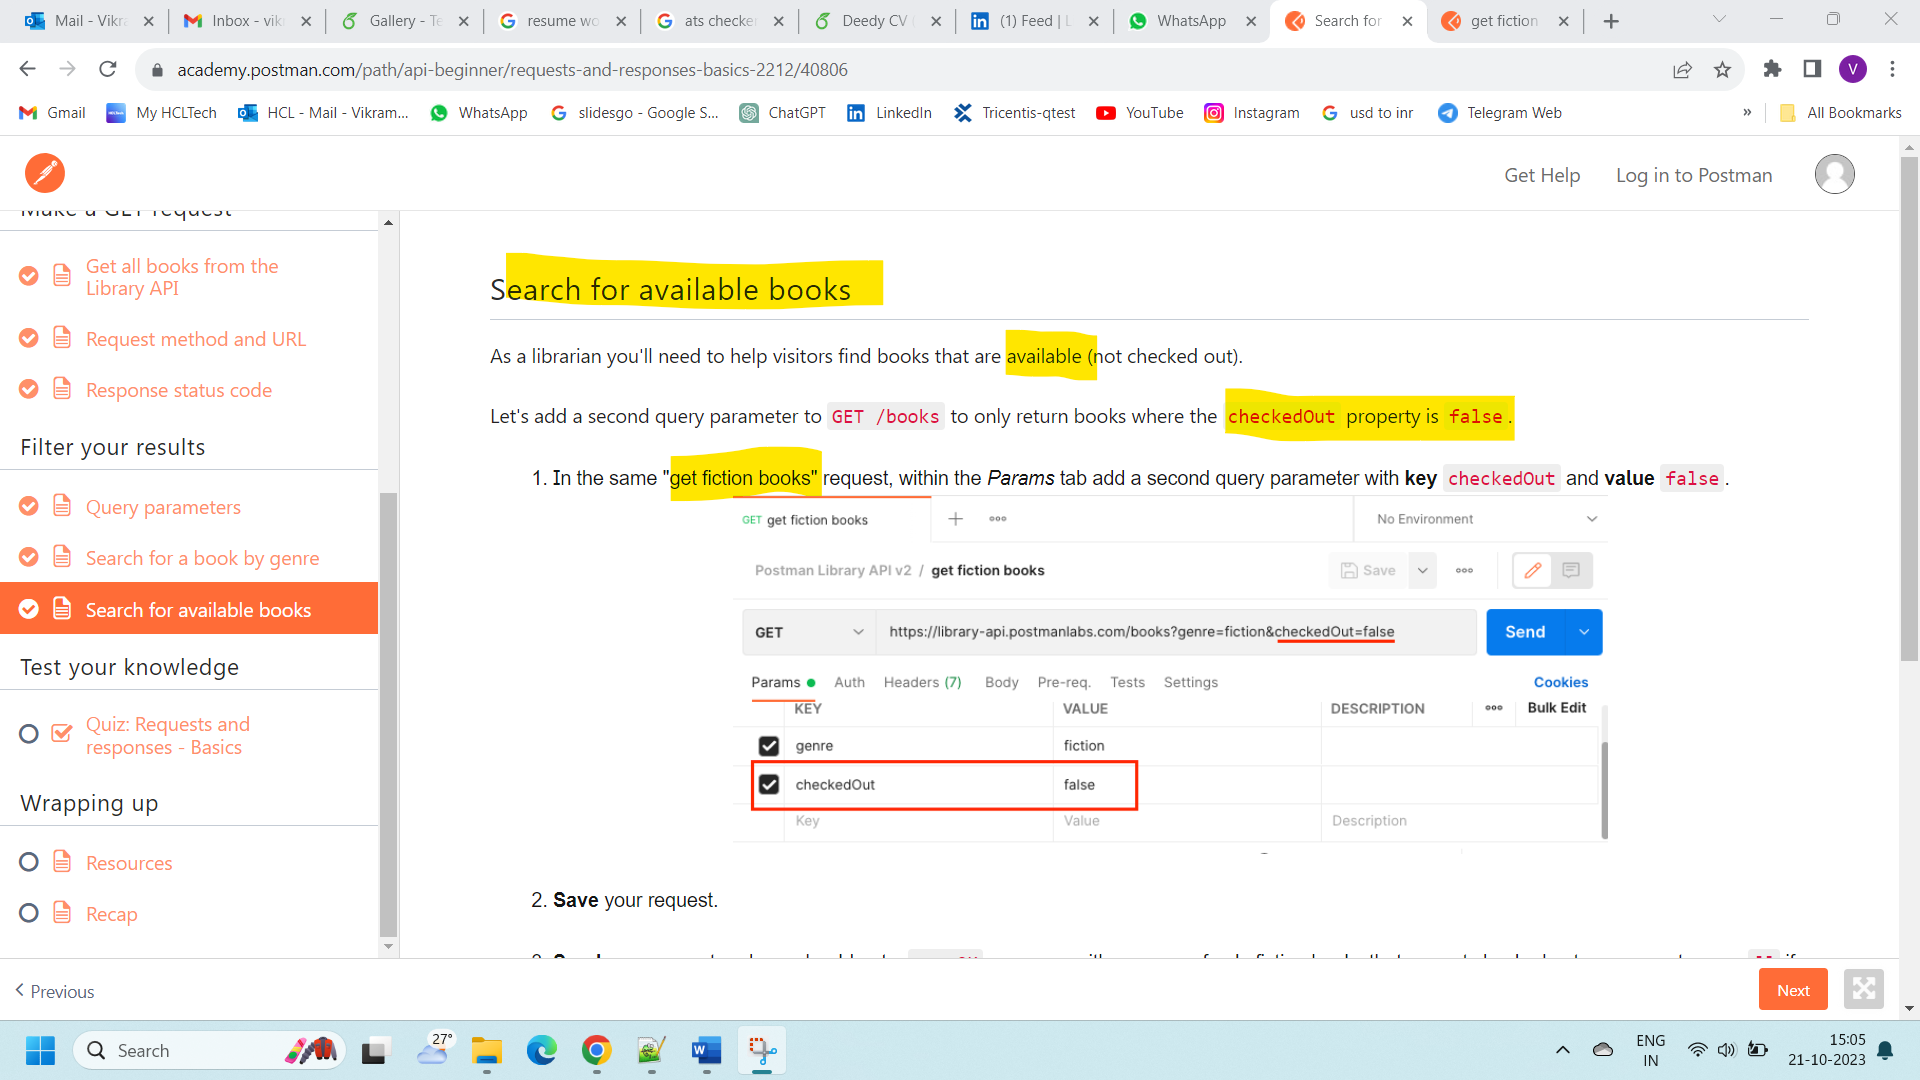 Mail - Vikra
Inbox - vik
Gallery - Te
resume wo
ats checke
Deedy CV (
(1) Feed | L
WhatsApp
Search for
get fiction
academy.postman.com/path/api-beginner/requests-and-responses-basics-2212/40806
V
Gmail
My HCLTech
HCL - Mail - Vikram...
WhatsApp
slidesgo - Google S...
ChatGPT
LinkedIn
Tricentis-qtest
YouTube
Instagram
usd to inr
Telegram Web
»
All Bookmarks
Get Help
Log in to Postman
Make a GET request
Get all books from the
Library API
Request method and URL
Response status code
Filter your results
Query parameters
Search for a book by genre
Search for available books
Test your knowledge
Quiz: Requests and
responses - Basics
Wrapping up
Resources
Recap
Search for available books
As a librarian you'll need to help visitors find books that are available (not checked out).
Let's add a second query parameter to GET /books to only return books where the checkedOut property is false.
1. In the same "get fiction books" request, within the Params tab add a second query parameter with key checkedOut and value false.
GET get fiction books
No Environment
Postman Library API v2 / get fiction books
Save
GET
https://library-api.postmanlabs.com/books?genre=fiction&checkedOut=false
Send
Params
Auth
Headers (7)
Body
Pre-req.
Tests
Settings
Cookies
KEY
VALUE
DESCRIPTION
Bulk Edit
genre
fiction
checkedOut
false
Key
Value
Description
2. Save your request.
Previous
Next
Search
27°
ENG
IN
15:05
21-10-2023